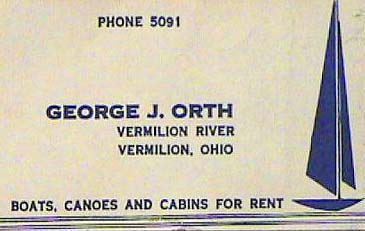 PHONE 5091
GEORGE J. ORTH
VERMILION RIVER
VERMILION, OHIO
BOATS, CANOES AND CABINS FOR RENT